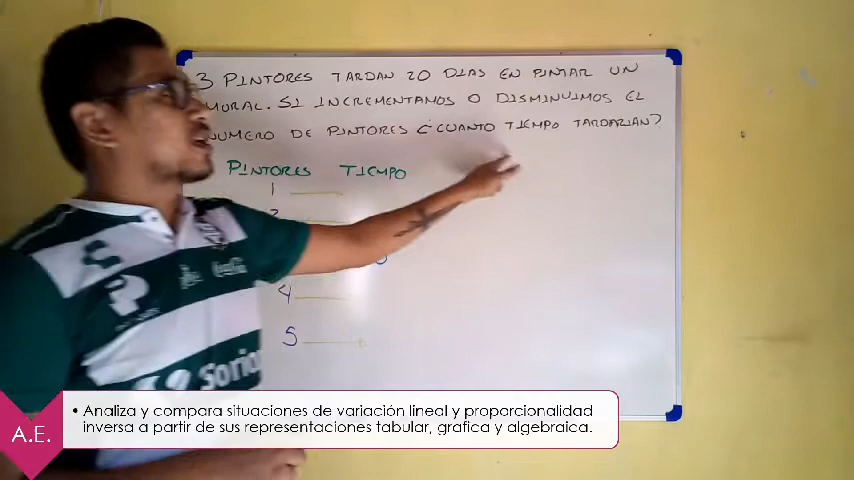 3 PINTORES TARDAN 20 DIAS EN PINTAR UN
MURAL. SI INCREMENTAMOS O DISMINUIMOS EL
NUMERO DE PINTORES ¿CUANTO TIEMPO TARDARIAN?
PINTORES TIEMPO
1
2
4
5
Soria
• Analiza y compara situaciones de variación lineal y proporcionalidad
inversa a partir de sus representaciones tabular, grafica y algebraica.
A.E.